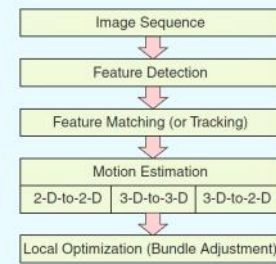 Image Sequence
Feature Detection
Feature Matching (or Tracking)
Motion Estimation
2-D-to-2-D 3-D-to-3-D 3-D-to-2-D
Local Optimization (Bundle Adjustment)